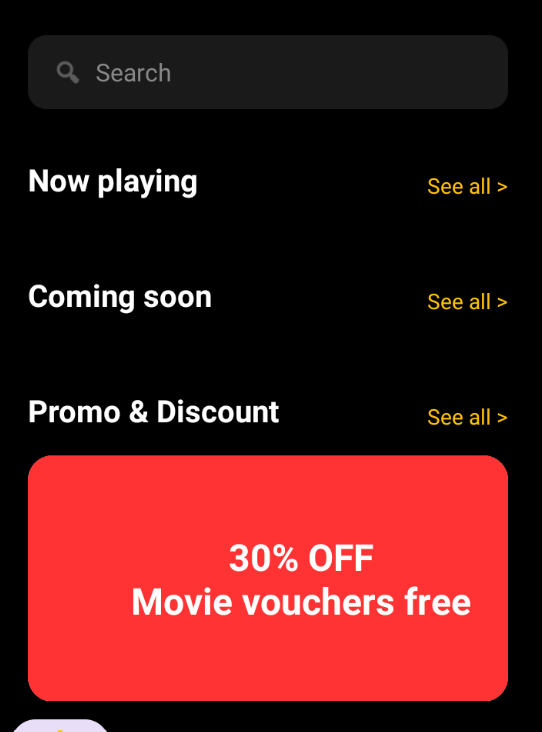 Search
Now playing
See all >
Coming soon
See all >
Promo & Discount
See all >
30% OFF
Movie vouchers free